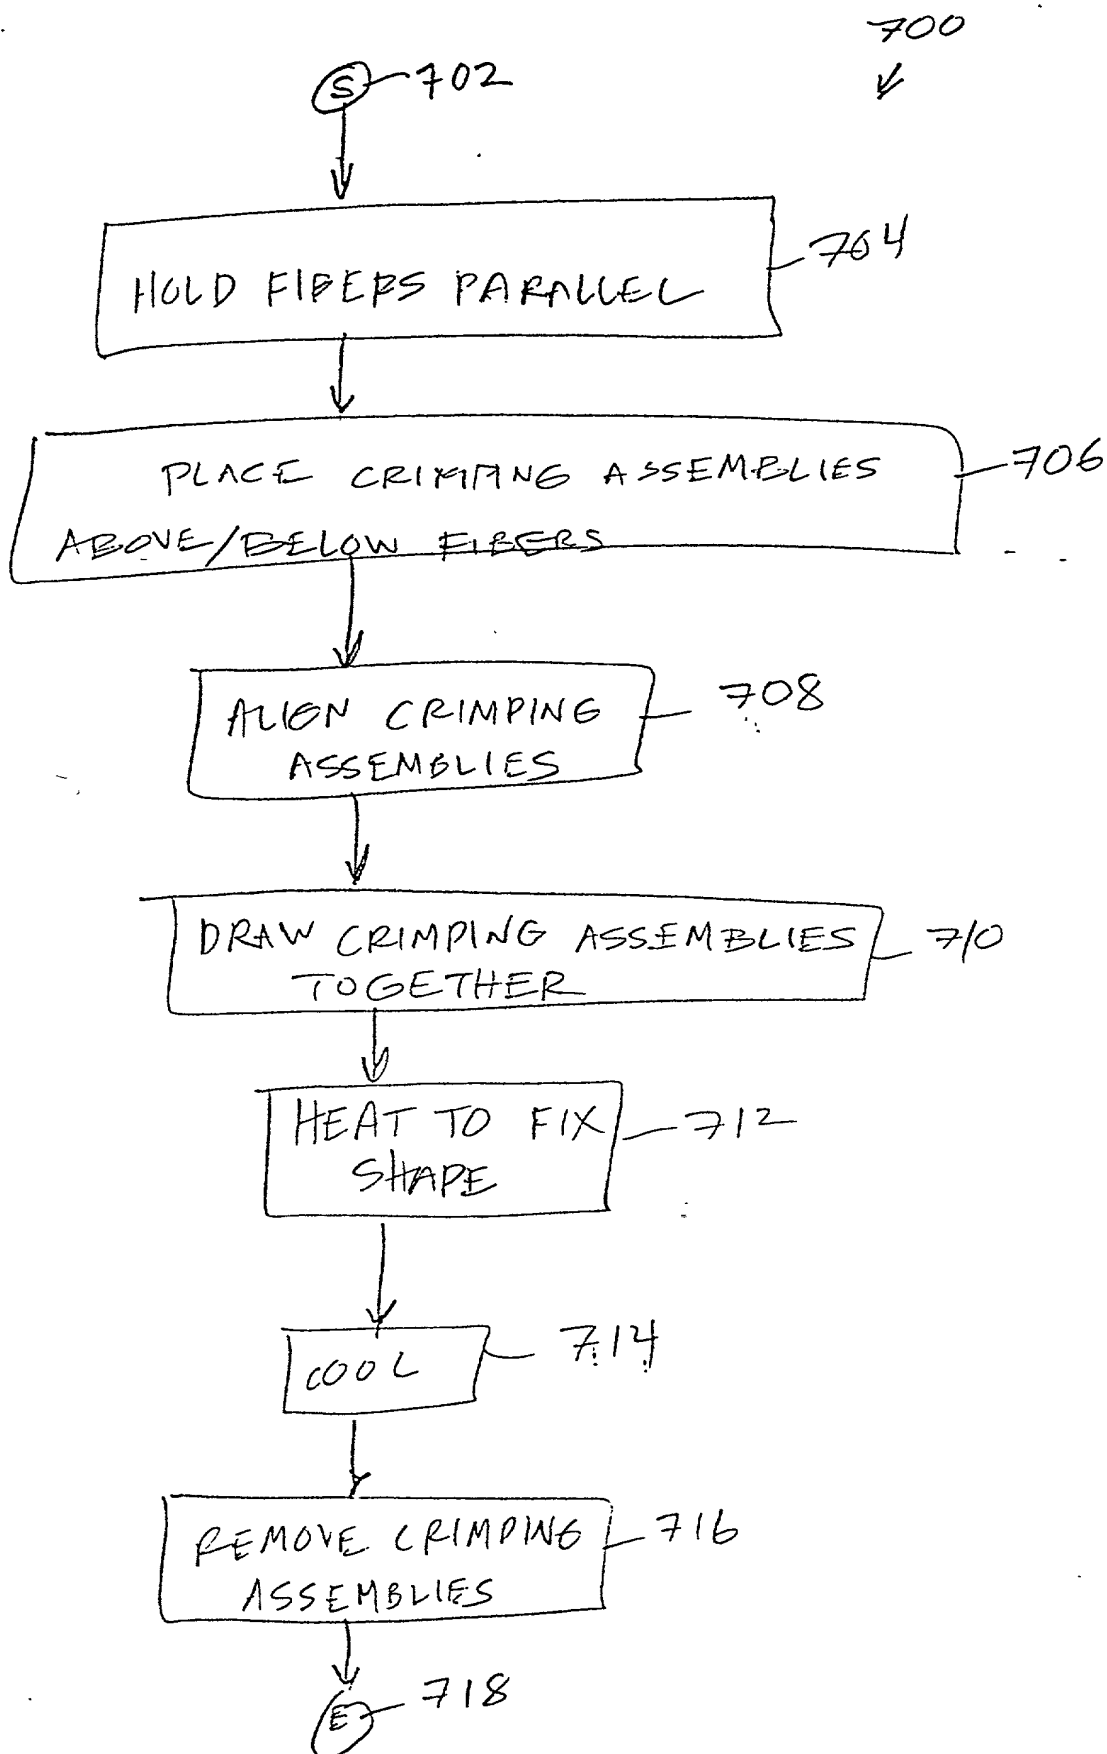 700
S 702
HOLD FIBERS PARALLEL 704
PLACE CRIMPING ASSEMBLIES 706
ABOVE/BELOW FIBERS
ALIGN CRIMPING 708
ASSEMBLIES
DRAW CRIMPING ASSEMBLIES 710
TOGETHER
HEAT TO FIX 712
SHAPE
COOL 714
REMOVE CRIMPING 716
ASSEMBLIES
E 718